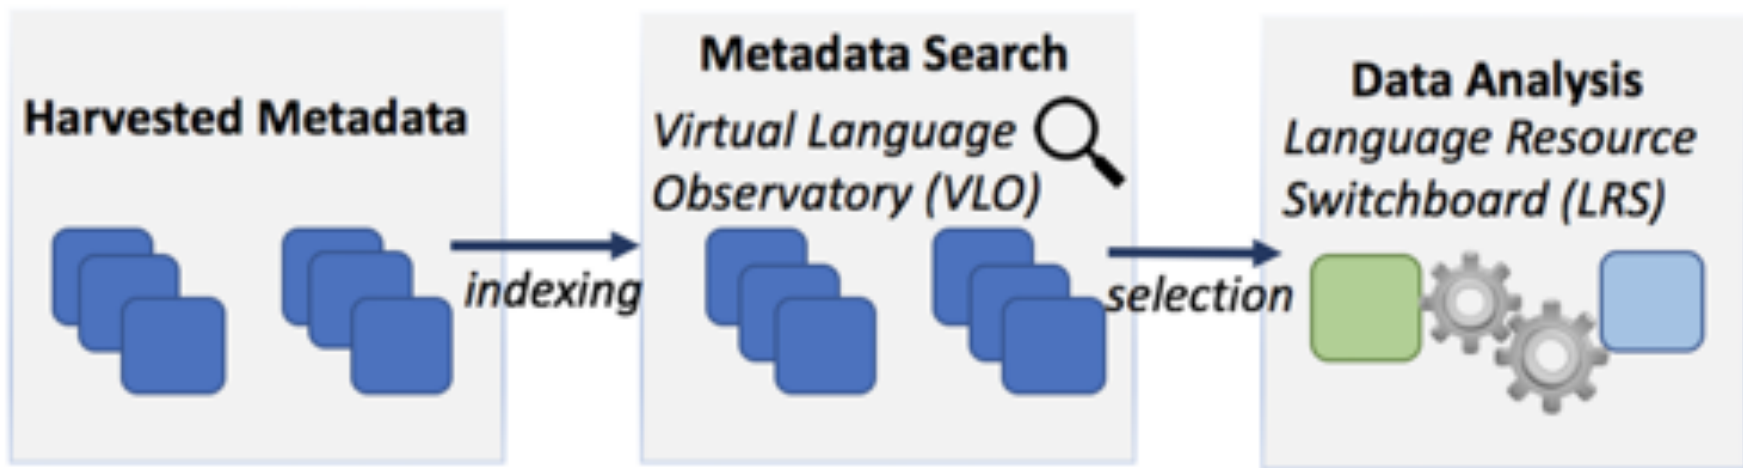 Harvested Metadata
indexing
Metadata Search
Virtual Language
Observatory (VLO)
selection
Data Analysis
Language Resource
Switchboard (LRS)